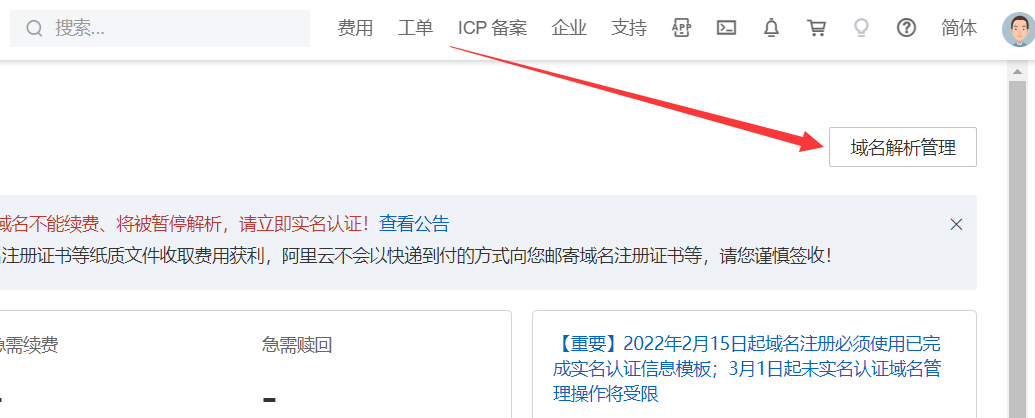 搜索...
费用 工单 ICP 备案 企业 支持 APP 简体
域名解析管理
域名不能续费、将被暂停解析，请立即实名认证！查看公告
注册证书等纸质文件收取费用获利，阿里云不会以快递到付的方式向您邮寄域名注册证书等，请您谨慎签收！
急需续费
急需赎回
-
-
【重要】2022年2月15日起域名注册必须使用已完
成实名认证信息模板；3月1日起未实名认证域名管
理操作将受限